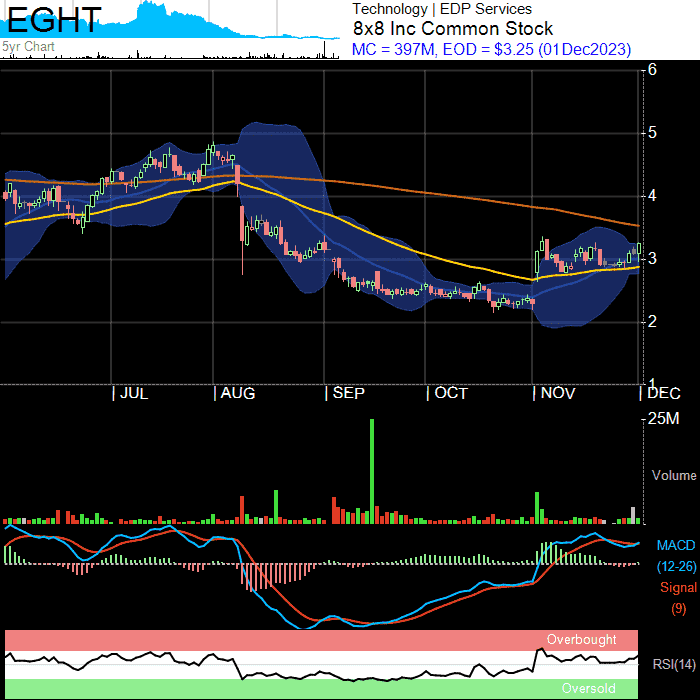 EGHT
5yr Chart
Technology | EDP Services
8x8 Inc Common Stock
MC = 397M, EOD = $3.25 (01Dec2023)
6
5
4
3
2
1
JUL
AUG
SEP
OCT
NOV
DEC
25M
Volume
MACD
(12-26)
Signal
(9)
Overbought
RSI(14)
Oversold